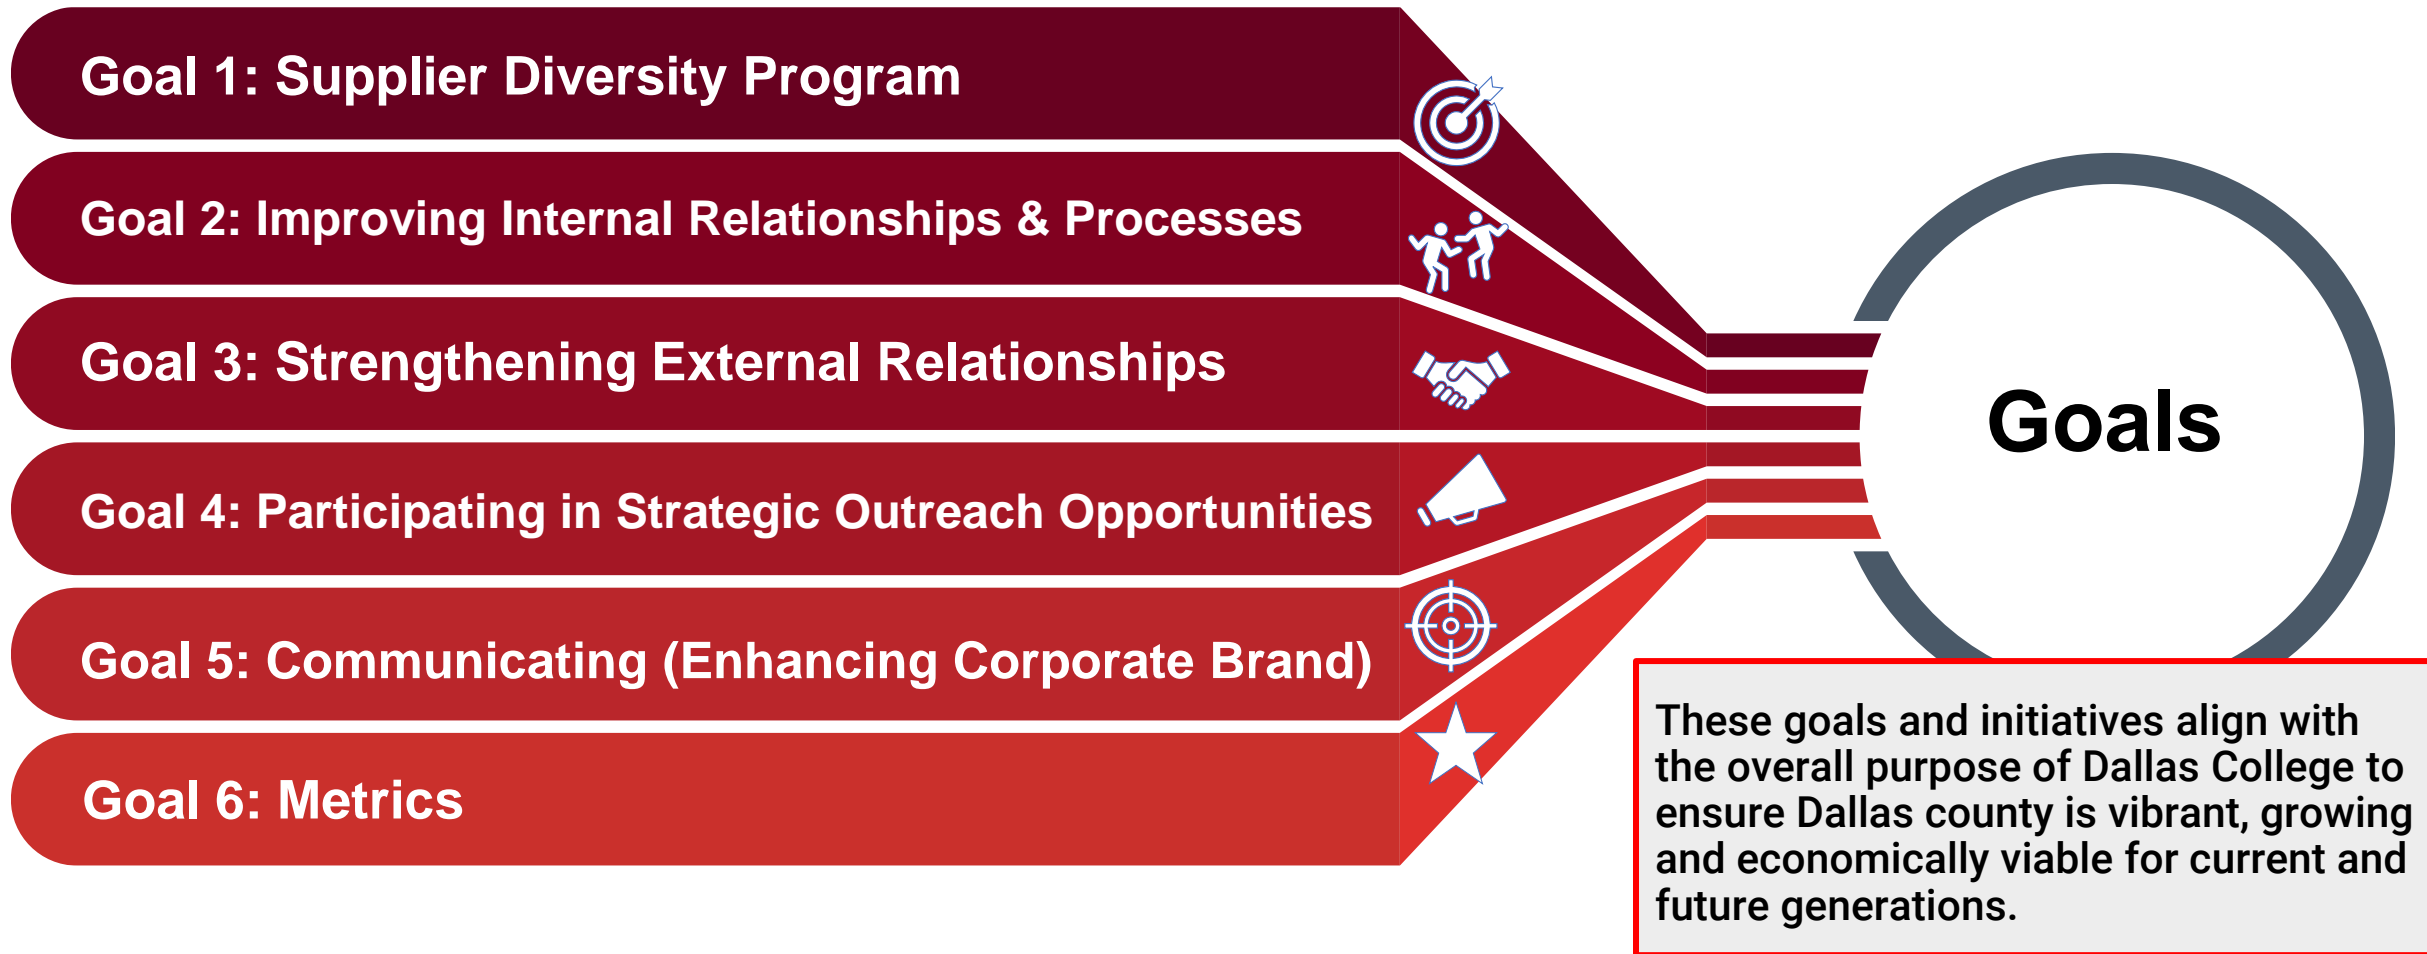 Goal 1: Supplier Diversity Program
Goal 2: Improving Internal Relationships & Processes
Goal 3: Strengthening External Relationships
Goal 4: Participating in Strategic Outreach Opportunities
Goal 5: Communicating (Enhancing Corporate Brand)
Goal 6: Metrics
Goals
These goals and initiatives align with
the overall purpose of Dallas College to
ensure Dallas county is vibrant, growing
and economically viable for current and
future generations.